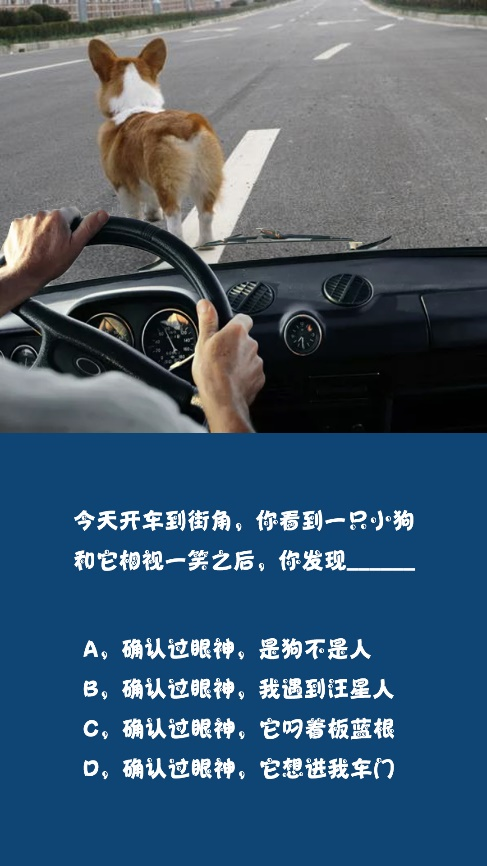 今天开车到街角，你看到一只小狗
和它相视一笑之后，你发现______
A，确认过眼神，是狗不是人
B，确认过眼神，我遇到汪星人
C，确认过眼神，它叼着板蓝根
D，确认过眼神，它想进我车门